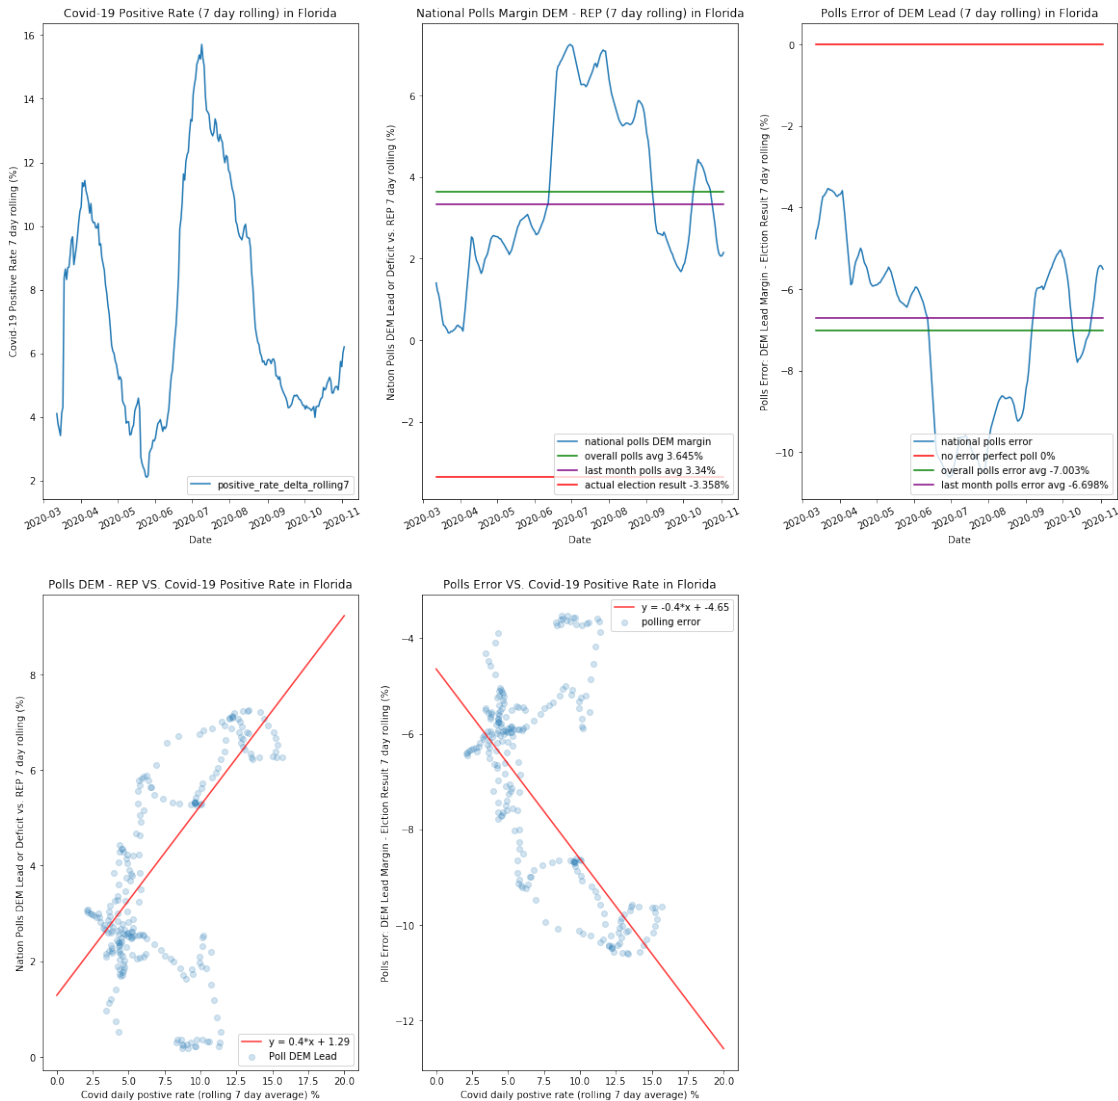 Covid-19 Positive Rate (7 day rolling) in Florida
Covid-19 Positive Rate 7 day rolling (%)
16
14
12
10
8
6
4
2
positive_rate_delta_rolling7
2020-03
2020-04
2020-05
2020-06
2020-07
2020-08
2020-09
2020-10
2020-11
Date
National Polls Margin DEM - REP (7 day rolling) in Florida
Nation Polls DEM Lead or Deficit vs. REP 7 day rolling (%)
6
4
2
0
−2
national polls DEM margin
overall polls avg 3.645%
last month polls avg 3.34%
actual election result -3.358%
2020-03
2020-04
2020-05
2020-06
2020-07
2020-08
2020-09
2020-10
2020-11
Date
Polls Error of DEM Lead (7 day rolling) in Florida
Polls Error: DEM Lead Margin - Elction Result 7 day rolling (%)
0
−2
−4
−6
−8
−10
national polls error
no error perfect poll 0%
overall polls error avg -7.003%
last month polls error avg -6.698%
2020-03
2020-04
2020-05
2020-06
2020-07
2020-08
2020-09
2020-10
2020-11
Date
Polls DEM - REP VS. Covid-19 Positive Rate in Florida
Nation Polls DEM Lead or Deficit vs. REP 7 day rolling (%)
8
6
4
2
0
y = 0.4*x + 1.29
Poll DEM Lead
0.0
2.5
5.0
7.5
10.0
12.5
15.0
17.5
20.0
Covid daily postive rate (rolling 7 day average) %
Polls Error VS. Covid-19 Positive Rate in Florida
Polls Error: DEM Lead Margin - Elction Result 7 day rolling (%)
y = -0.4*x + -4.65
polling error
−4
−6
−8
−10
−12
0.0
2.5
5.0
7.5
10.0
12.5
15.0
17.5
20.0
Covid daily postive rate (rolling 7 day average) %